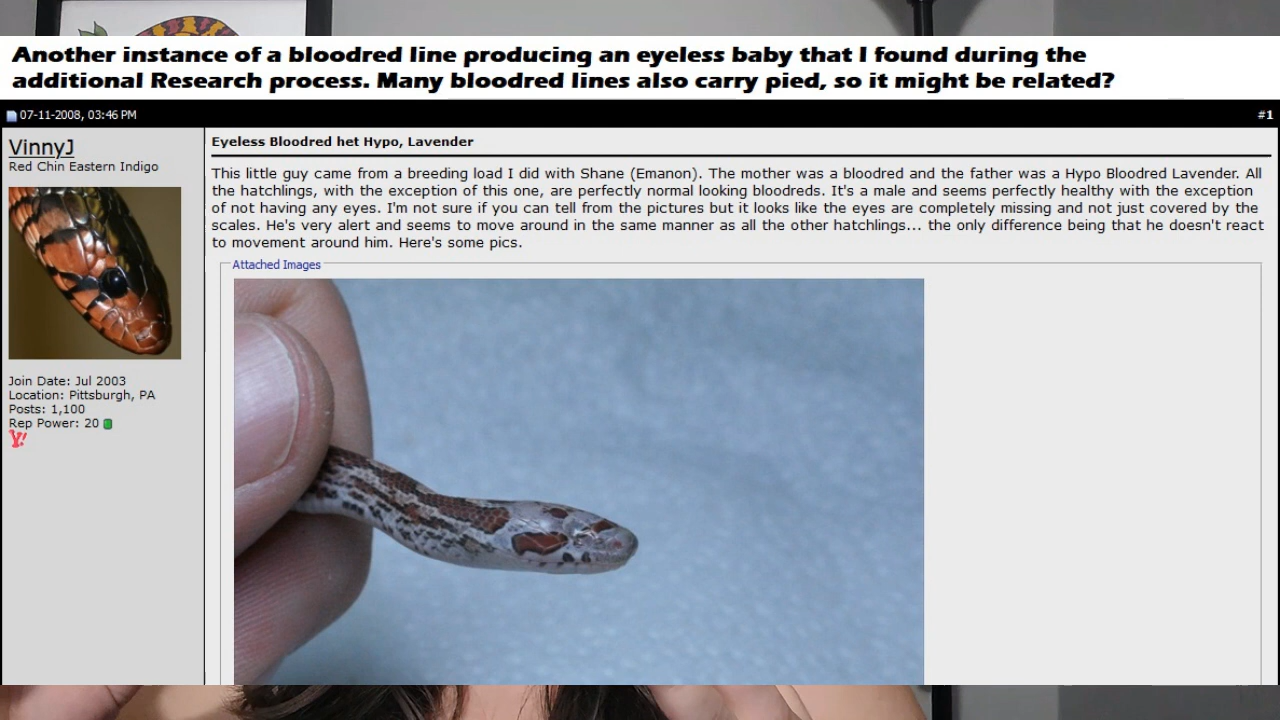 Another instance of a bloodred line producing an eyeless baby that I found during the
additional Research process. Many bloodred lines also carry pied, so it might be related?
07-11-2008, 03:46 PM
#1
VinnyJ
Red Chin Eastern Indigo
Join Date: Jul 2003
Location: Pittsburgh, PA
Posts: 1,100
Rep Power: 20
Y!
Eyeless Bloodred het Hypo, Lavender
This little guy came from a breeding load I did with Shane (Emanon). The mother was a bloodred and the father was a Hypo Bloodred Lavender. All
the hatchlings, with the exception of this one, are perfectly normal looking bloodreds. It's a male and seems perfectly healthy with the exception
of not having any eyes. I'm not sure if you can tell from the pictures but it looks like the eyes are completely missing and not just covered by the
scales. He's very alert and seems to move around in the same manner as all the other hatchlings... the only difference being that he doesn't react
to movement around him. Here's some pics.
Attached Images